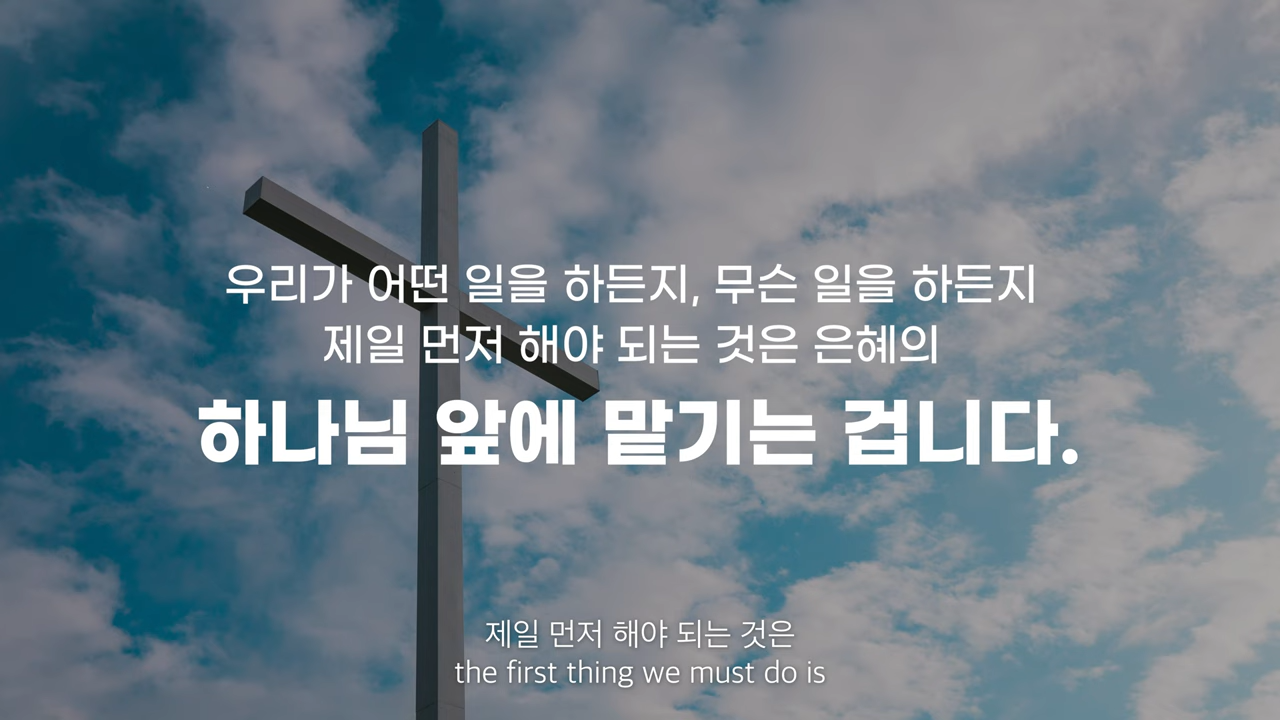 우리가 어떤 일을 하든지, 무슨 일을 하든지
제일 먼저 해야 되는 것은 은혜의
하나님 앞에 맡기는 겁니다.
제일 먼저 해야 되는 것은
the first thing we must do is